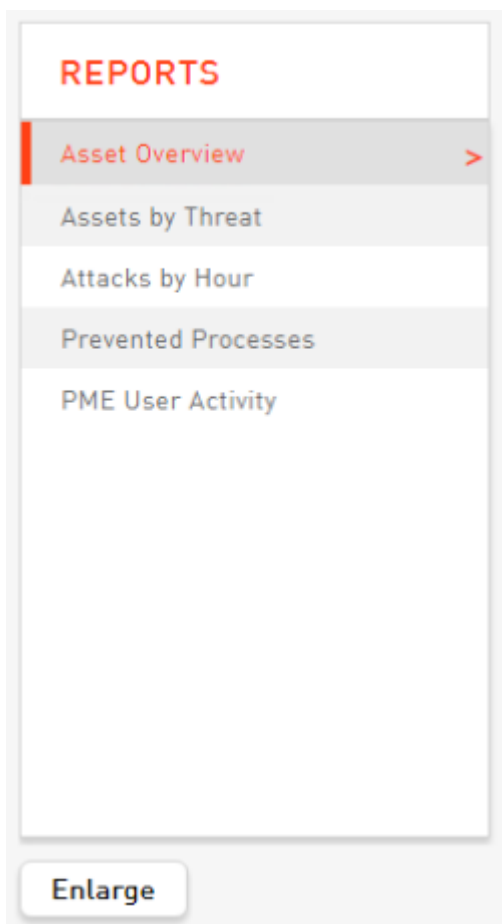 REPORTS
Asset Overview >
Assets by Threat
Attacks by Hour
Prevented Processes
PME User Activity
Enlarge